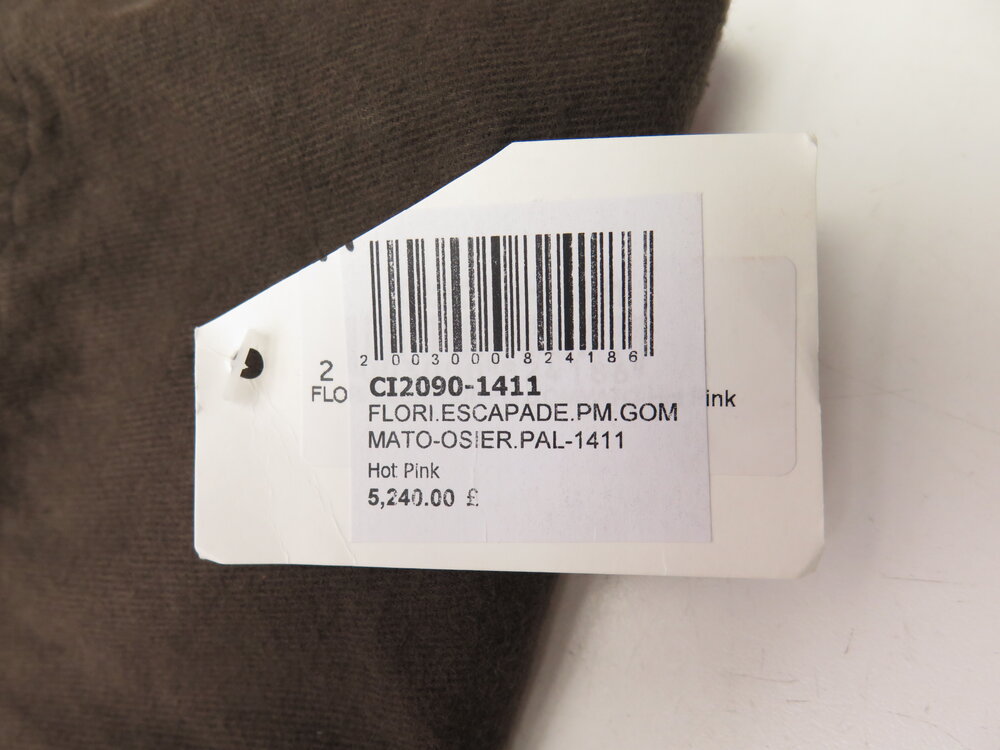 2003000824186
CI2090-1411
FLORI.ESCAPADE.PM.GOM
MATO-OSIER.PAL-1411
Hot Pink
5,240.00 £
2
FLO
ink